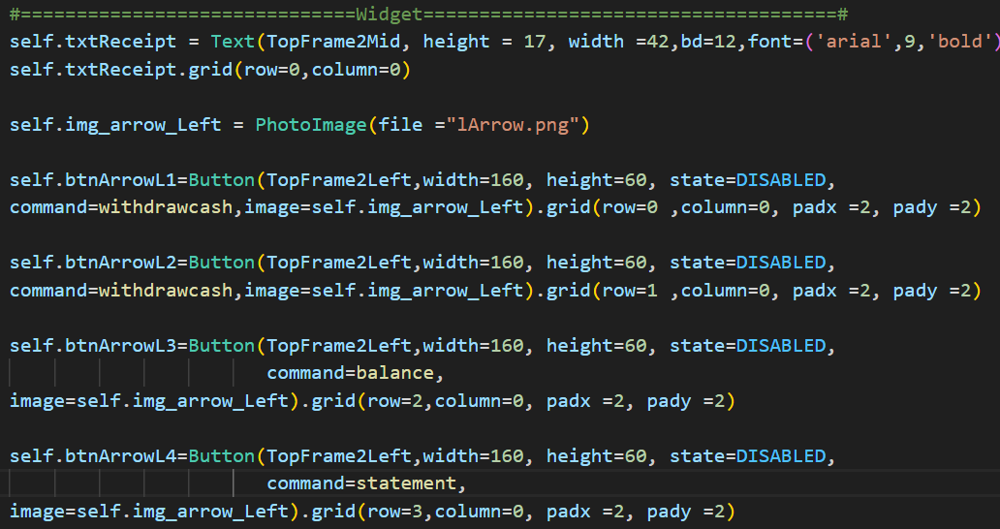 #==============================Widget=====================================#
self.txtReceipt = Text(TopFrame2Mid, height = 17, width =42,bd=12,font=('arial',9,'bold')
self.txtReceipt.grid(row=0,column=0)
self.img_arrow_Left = PhotoImage(file ="lArrow.png")
self.btnArrowL1=Button(TopFrame2Left,width=160, height=60, state=DISABLED,
command=withdrawcash,image=self.img_arrow_Left).grid(row=0 ,column=0, padx =2, pady =2)
self.btnArrowL2=Button(TopFrame2Left,width=160, height=60, state=DISABLED,
command=withdrawcash,image=self.img_arrow_Left).grid(row=1 ,column=0, padx =2, pady =2)
self.btnArrowL3=Button(TopFrame2Left,width=160, height=60, state=DISABLED,
command=balance,
image=self.img_arrow_Left).grid(row=2,column=0, padx =2, pady =2)
self.btnArrowL4=Button(TopFrame2Left,width=160, height=60, state=DISABLED,
command=statement,
image=self.img_arrow_Left).grid(row=3,column=0, padx =2, pady =2)